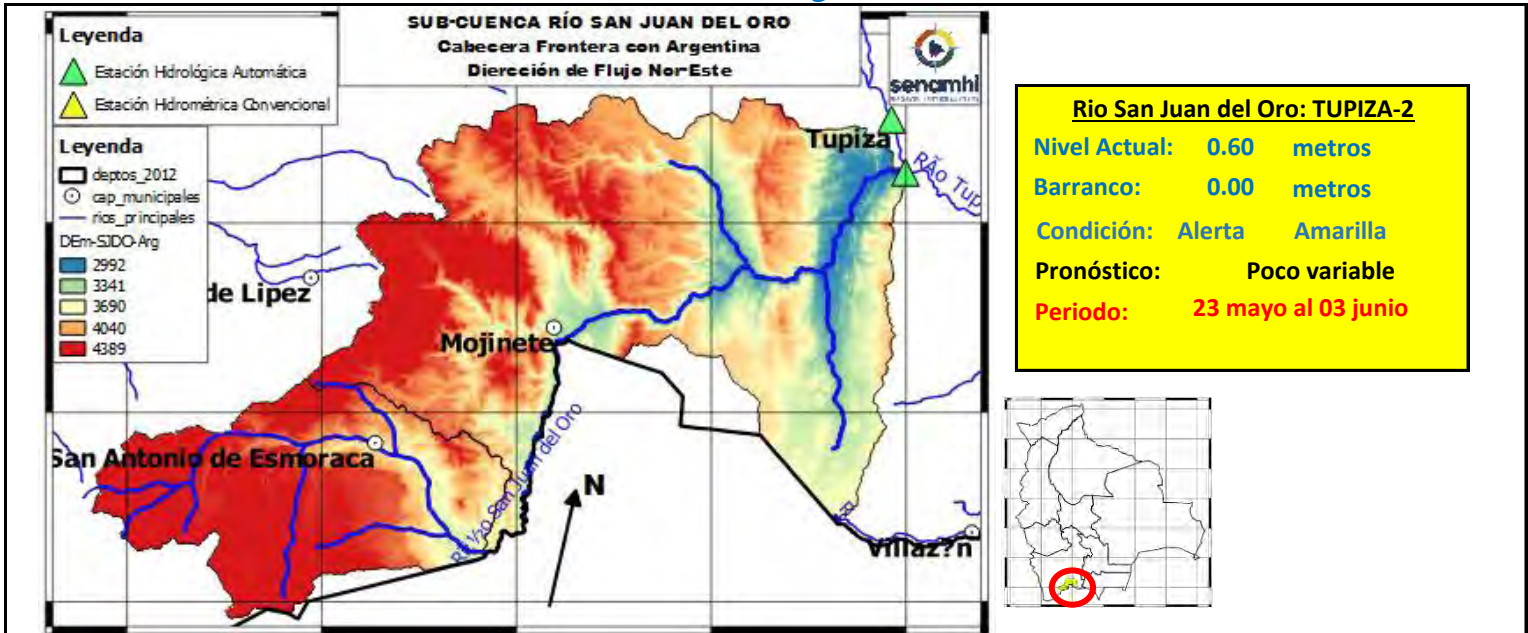 SUB-CUENCA RÍO SAN JUAN DEL ORO
Cabecera Frontera con Argentina
Dierción de Flujo Nor-Este
Leyenda
Estación Hidrológica Automática
Estación Hidrométrica Convencional
Leyenda
deptos_2012
cap_municipales
rios_principales
DEm-SJDO-Arg
2992
3341
3690
4040
4389
senamhi
Tupiza
RÃo Tup
de Lipez
Mojinete
San Antonio de Esmoraca
San Juan del Oro
N
Villaz?n
Rio San Juan del Oro: TUPIZA-2
Nivel Actual: 0.60 metros
Barranco: 0.00 metros
Condición: Alerta Amarilla
Pronóstico: Poco variable
Periodo: 23 mayo al 03 junio